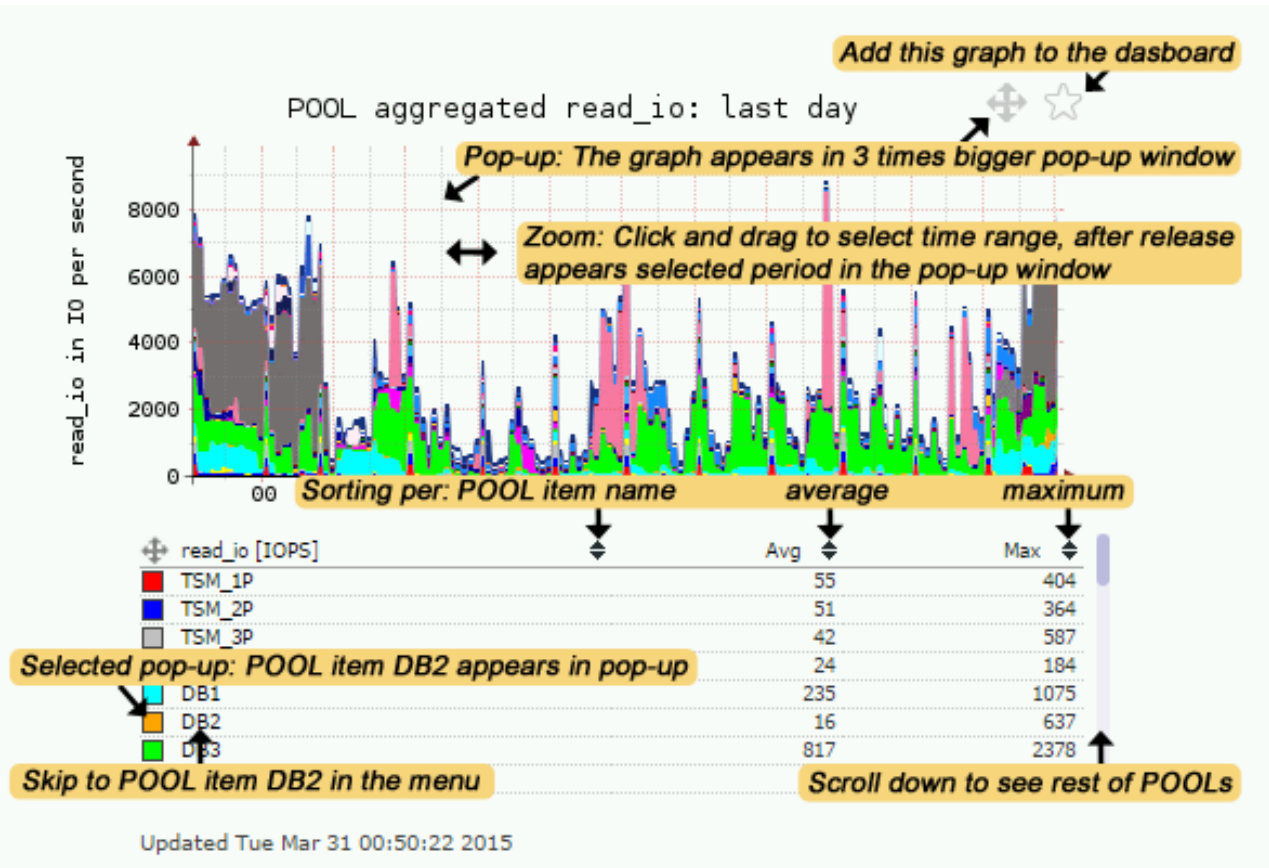 Add this graph to the dasboard
POOL aggregated read_io: last day
Pop-up: The graph appears in 3 times bigger pop-up window
read_io in IO per second
8000
6000
4000
2000
0
Zoom: Click and drag to select time range, after release
appears selected period in the pop-up window
00
Sorting per: POOL item name average maximum
read_io [IOPS] Avg Max
TSM_1P 55 404
TSM_2P 51 364
TSM_3P 42 587
Selected pop-up: POOL item DB2 appears in pop-up 24 184
DB1 235 1075
DB2 16 637
DB3 817 2378
Skip to POOL item DB2 in the menu
Scroll down to see rest of POOLs
Updated Tue Mar 31 00:50:22 2015